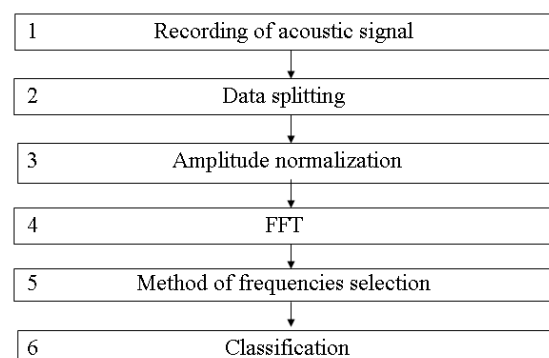 1 Recording of acoustic signal
2 Data splitting
3 Amplitude normalization
4 FFT
5 Method of frequencies selection
6 Classification